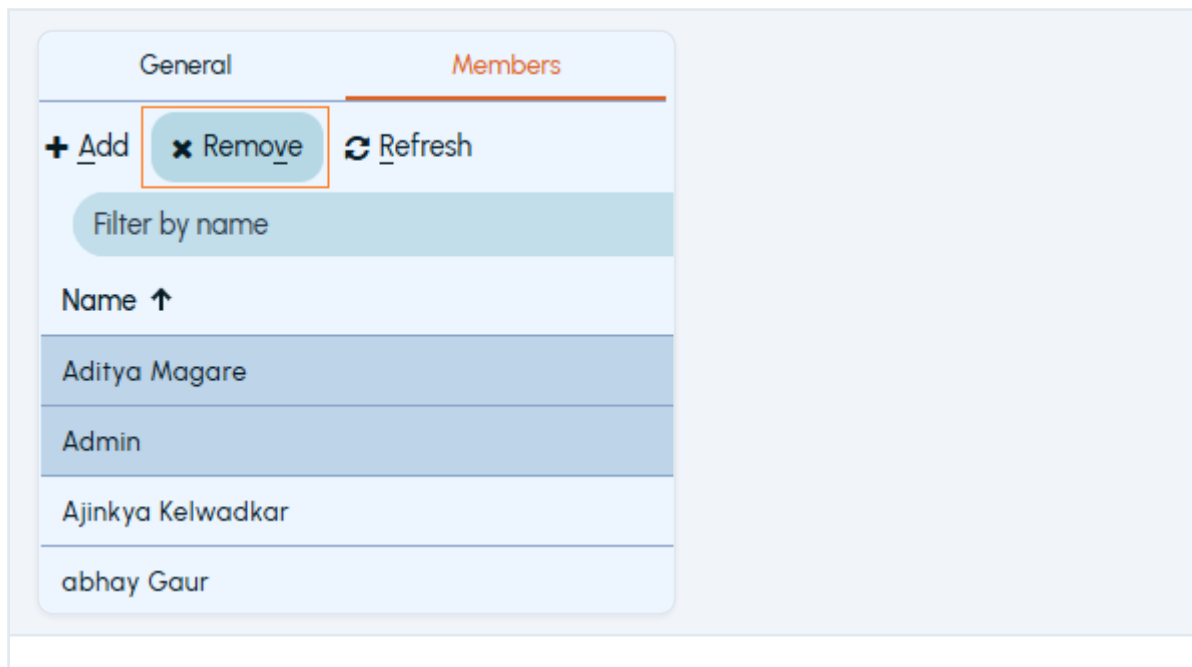 General Members
Add Remove Refresh
Filter by name
Name
Aditya Magare
Admin
Ajinkya Kelwadkar
abhay Gaur